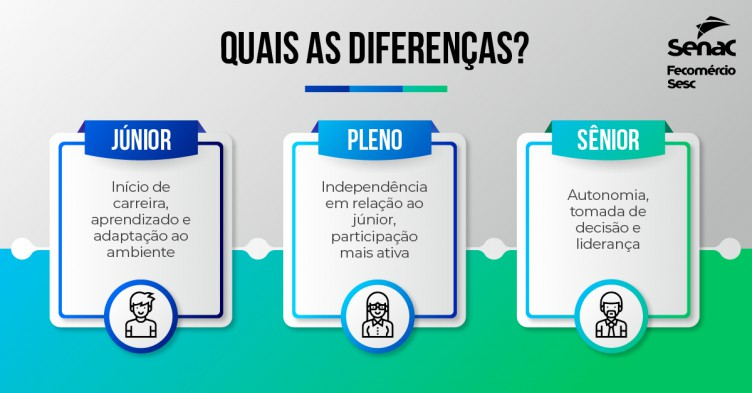 QUAIS AS DIFERENÇAS?
Senac
Fecomércio
Sesc
JÚNIOR
Início de
carreira,
aprendizado e
adaptação ao
ambiente
PLENO
Independência
em relação ao
júnior,
participação
mais ativa
SÊNIOR
Autonomia,
tomada de
decisão e
liderança